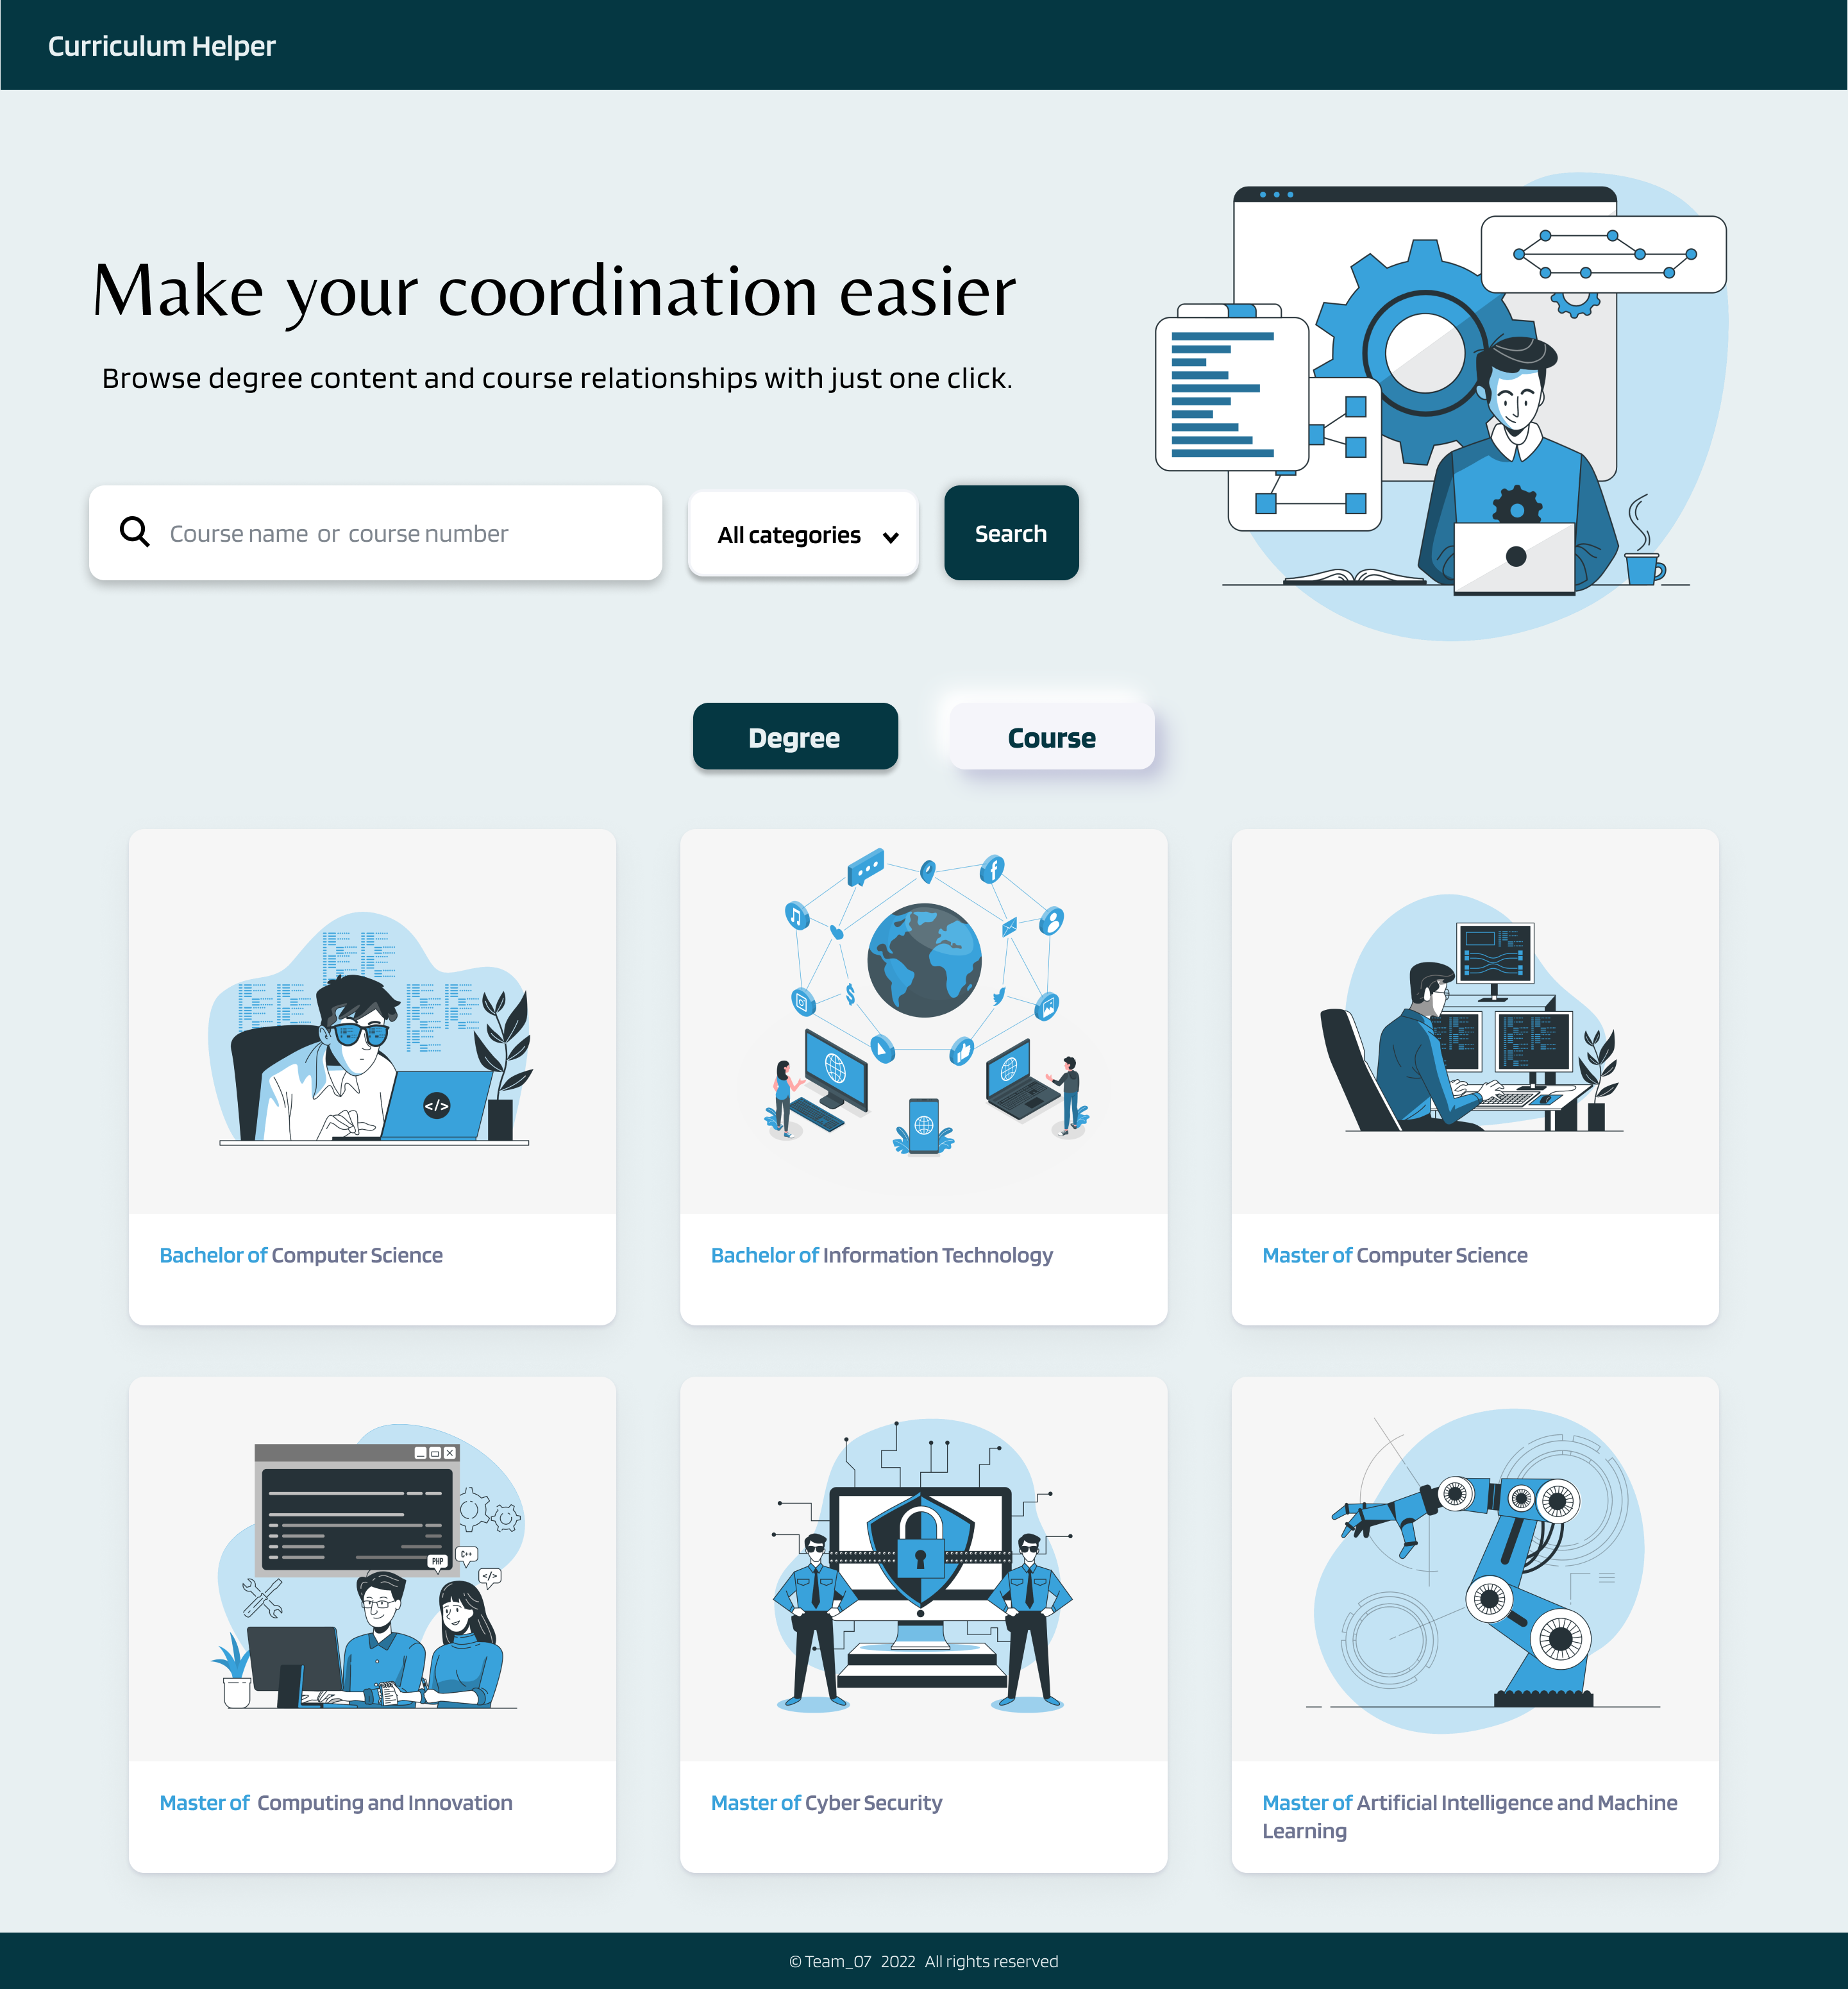 Curriculum Helper
Make your coordination easier
Browse degree content and course relationships with just one click.
Course name or course number
All categories
Search
Degree
Course
</>
Bachelor of Computer Science
Bachelor of Information Technology
Master of Computer Science
PHP
C++
</>
Master of Computing and Innovation
Master of Cyber Security
Master of Artificial Intelligence and Machine
Learning
© Team_07 2022 All rights reserved